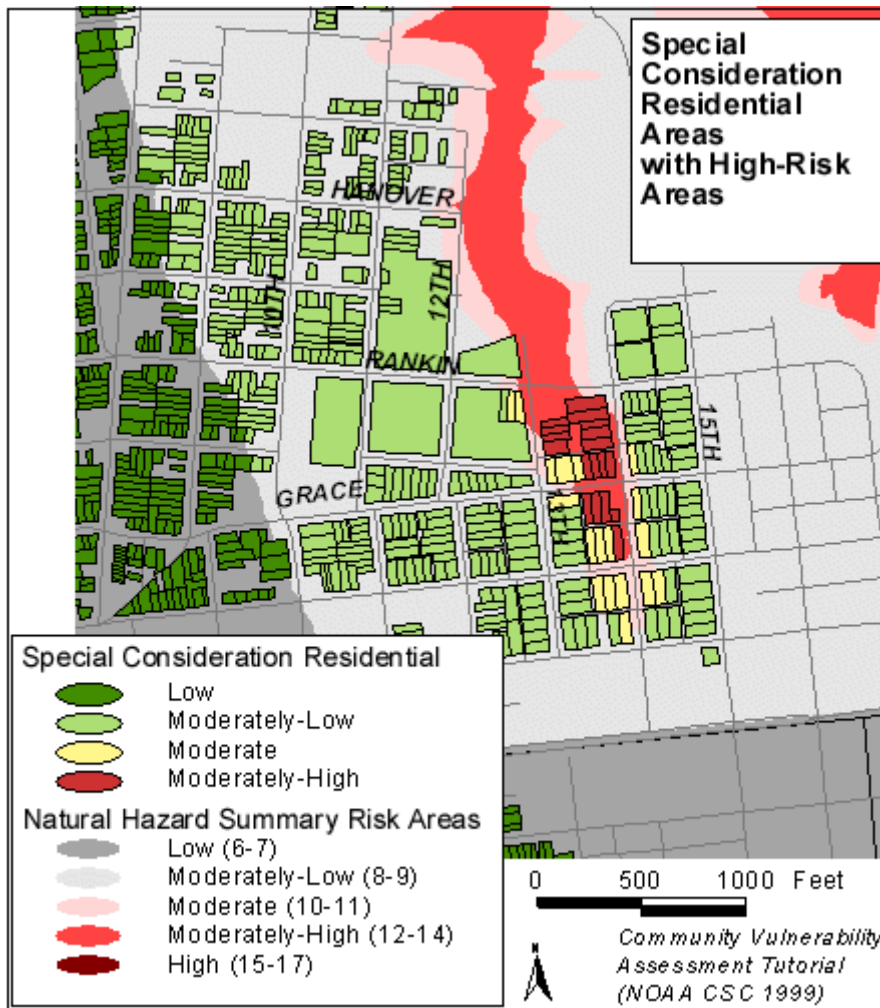 Special
Consideration
Residential
Areas
with High-Risk
Areas
HANOVER
10TH
12TH
RANKIN
15TH
GRACE
Special Consideration Residential
Low
Moderately-Low
Moderate
Moderately-High
Natural Hazard Summary Risk Areas
Low (6-7)
Moderately-Low (8-9)
Moderate (10-11)
Moderately-High (12-14)
High (15-17)
0 500 1000 Feet
N
Community Vulnerability
Assessment Tutorial
(NOAA CSC 1999)